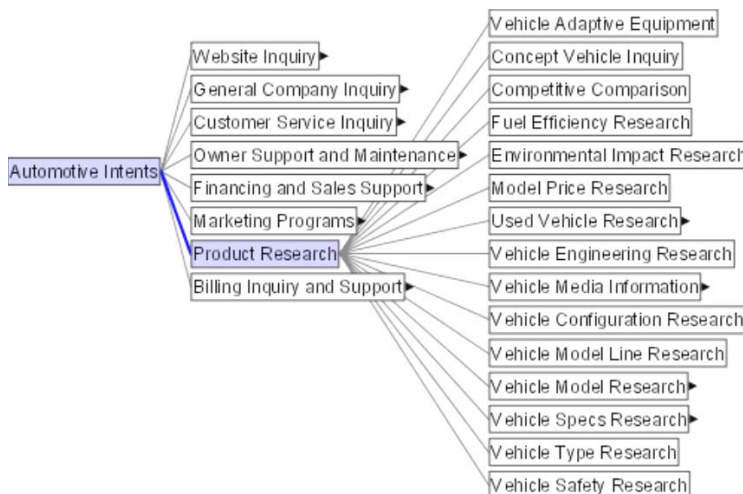 Automotive Intents
Website Inquiry
General Company Inquiry
Customer Service Inquiry
Owner Support and Maintenance
Financing and Sales Support
Marketing Programs
Product Research
Billing Inquiry and Support
Vehicle Adaptive Equipment
Concept Vehicle Inquiry
Competitive Comparison
Fuel Efficiency Research
Environmental Impact Research
Model Price Research
Used Vehicle Research
Vehicle Engineering Research
Vehicle Media Information
Vehicle Configuration Research
Vehicle Model Line Research
Vehicle Model Research
Vehicle Specs Research
Vehicle Type Research
Vehicle Safety Research